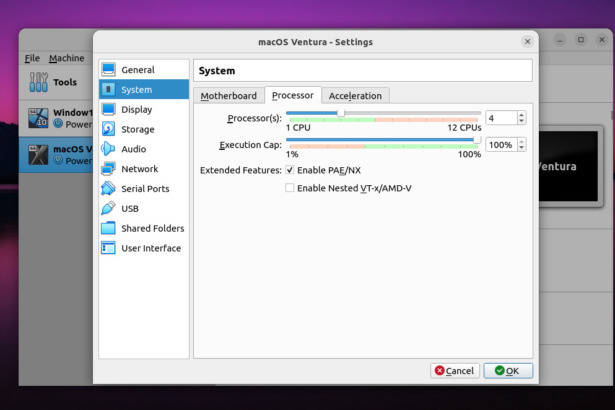 macOS Ventura - Settings
File Machine
Tools
Window1
Power
macOS V
Power
General
System
Display
Storage
Audio
Network
Serial Ports
USB
Shared Folders
User Interface
System
Motherboard Processor Acceleration
Processor(s): 4
1 CPU 12 CPUs
Execution Cap: 100%
1% 100%
Extended Features: Enable PAE/NX
Enable Nested VT-x/AMD-V
Ventura
Cancel OK